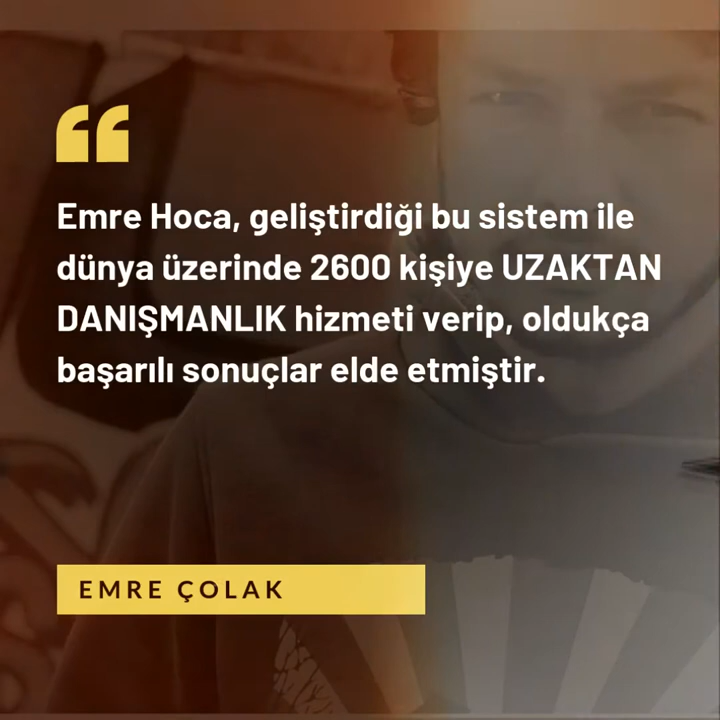 Emre Hoca, geliştirdiği bu sistem ile
dünya üzerinde 2600 kişiye UZAKTAN
DANIŞMANLIK hizmeti verip, oldukça
başarılı sonuçlar elde etmiştir.
EMRE ÇOLAK